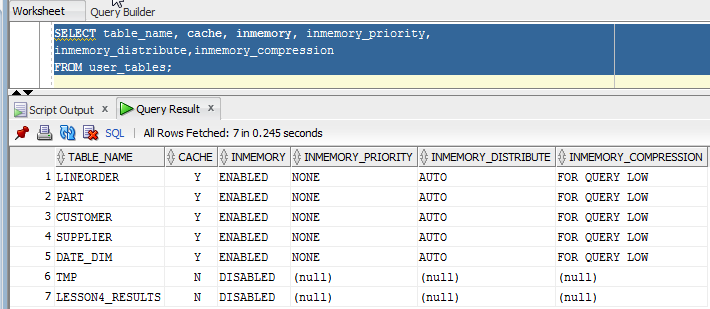 Worksheet Query Builder
SELECT table_name, cache, inmemory, inmemory_priority,
inmemory_distribute,inmemory_compression
FROM user_tables;
Script Output x Query Result x
SQL | All Rows Fetched: 7 in 0.245 seconds
TABLE_NAME CACHE INMEMORY INMEMORY_PRIORITY INMEMORY_DISTRIBUTE INMEMORY_COMPRESSION
1 LINEORDER Y ENABLED NONE AUTO FOR QUERY LOW
2 PART Y ENABLED NONE AUTO FOR QUERY LOW
3 CUSTOMER Y ENABLED NONE AUTO FOR QUERY LOW
4 SUPPLIER Y ENABLED NONE AUTO FOR QUERY LOW
5 DATE_DIM Y ENABLED NONE AUTO FOR QUERY LOW
6 TMP N DISABLED (null) (null) (null)
7 LESSON4_RESULTS N DISABLED (null) (null) (null)